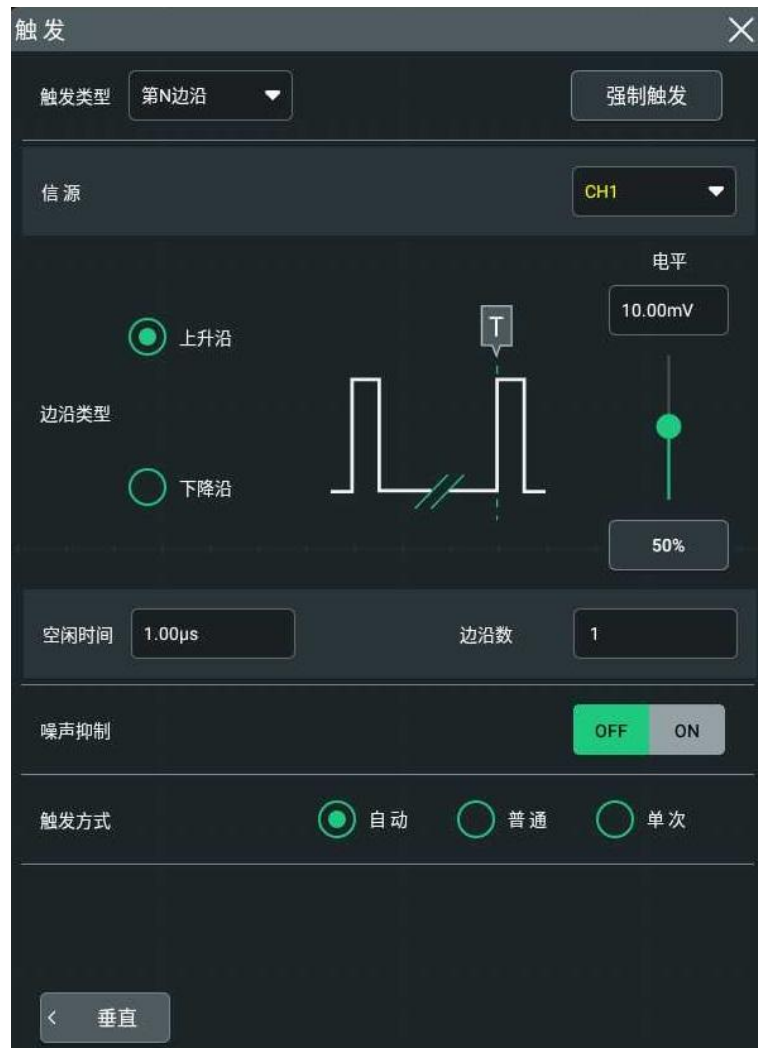 触发
触发类型 第N边沿 强制触发
信源 CH1
电平
10.00mV
T
上升沿
边沿类型
下降沿
50%
空闲时间 1.00μs 边沿数 1
噪声抑制 OFF ON
触发方式 自动 普通 单次
< 垂直